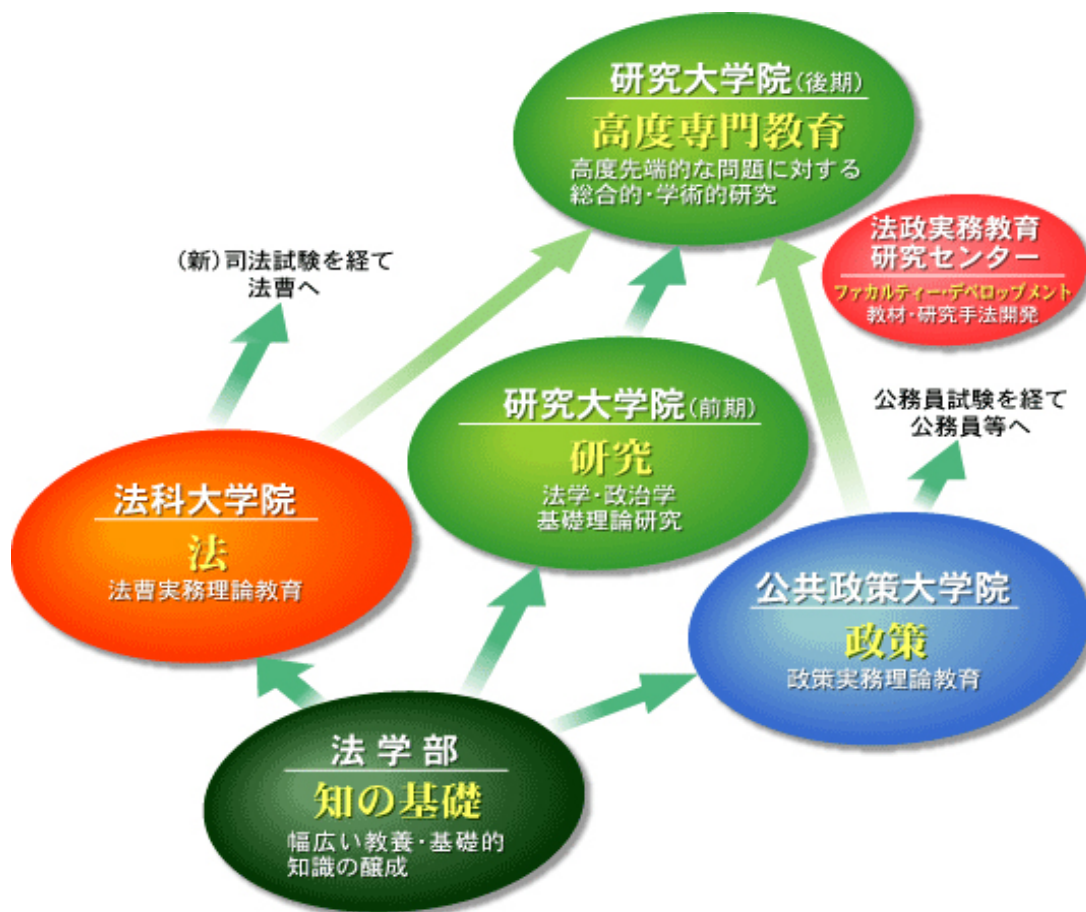 研究大学院(後期)
高度専門教育
高度先端的な問題に対する
総合的・学術的研究
法政実務教育
研究センター
ファカルティー・デベロップメント
教材・研究手法開発
(新)司法試験を経て
法曹へ
研究大学院(前期)
研究
法学・政治学
基礎理論研究
公務員試験を経て
公務員等へ
法科大学院
法
法曹実務理論教育
公共政策大学院
政策
政策実務理論教育
法学部
知の基礎
幅広い教養・基礎的
知識の醸成